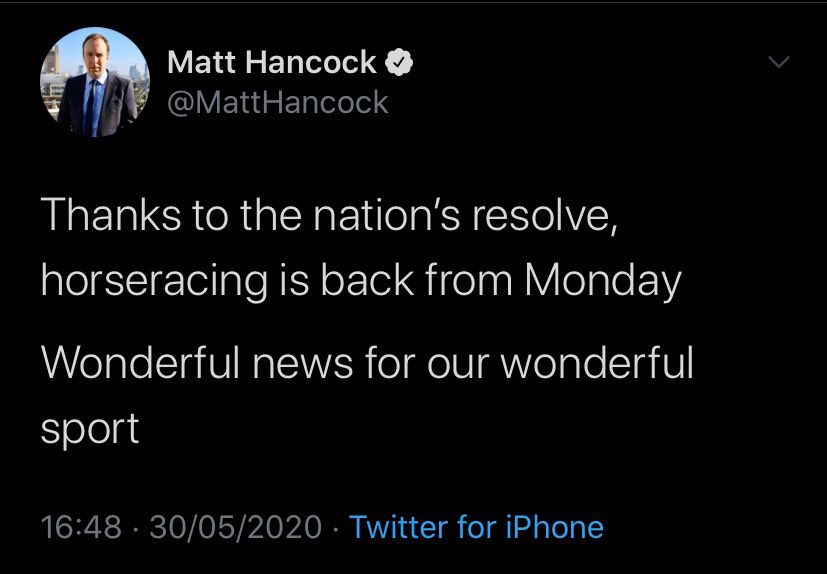 Matt Hancock
@MattHancock
Thanks to the nation's resolve,
horseracing is back from Monday
Wonderful news for our wonderful
sport
16:48 · 30/05/2020 · Twitter for iPhone